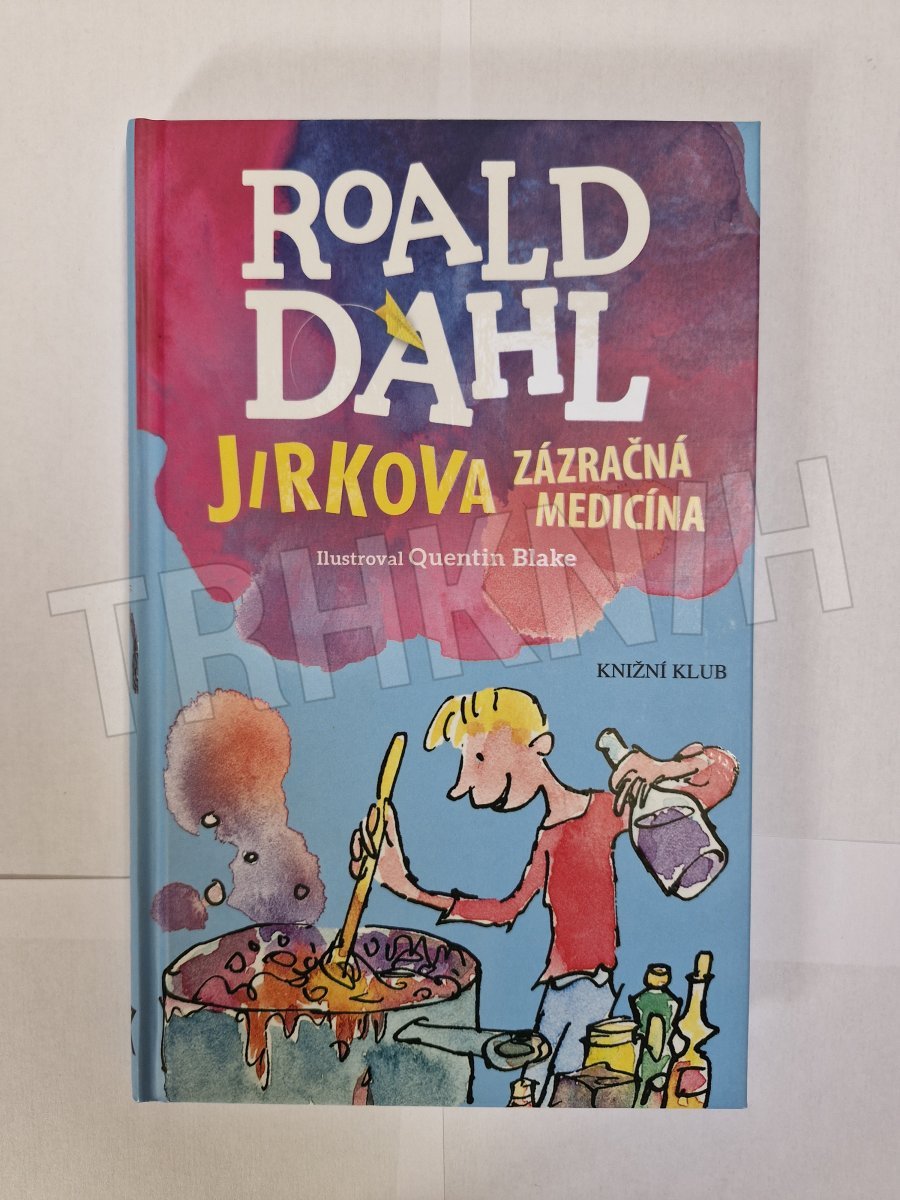 ROALD
DAHL
JIRKOVA ZÁZRAČNÁ
MEDICÍNA
Ilustroval Quentin Blake
TRHKNIH
KNIŽNÍ KLUB